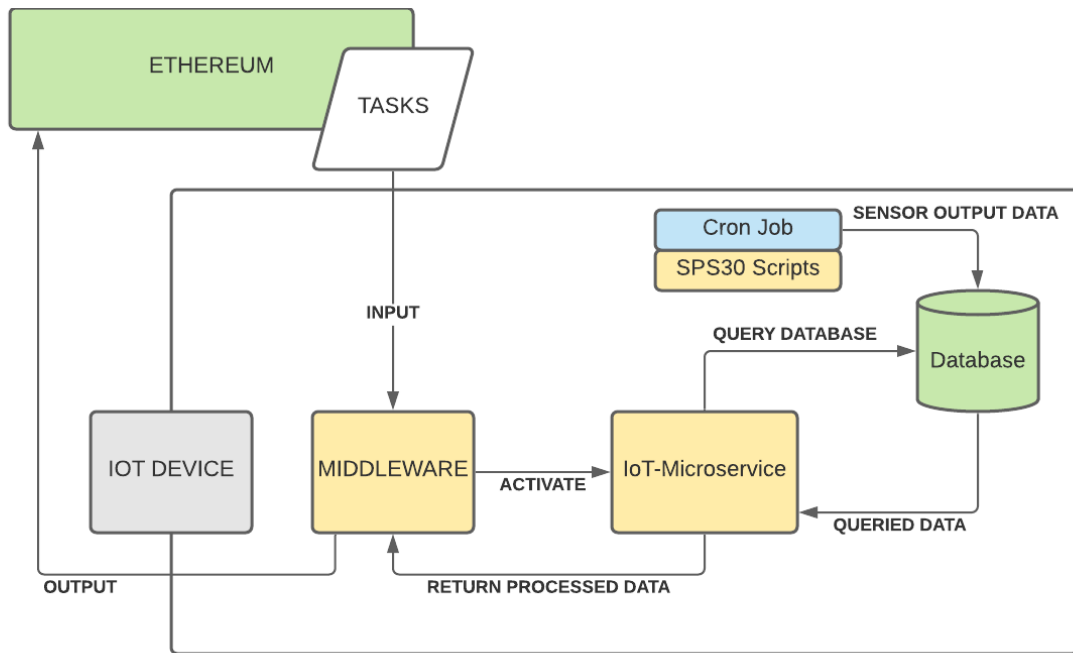 ETHEREUM
TASKS
SENSOR OUTPUT DATA
Cron Job
SPS30 Scripts
INPUT
QUERY DATABASE
Database
IOT DEVICE
MIDDLEWARE
IoT-Microservice
ACTIVATE
QUERIED DATA
OUTPUT
RETURN PROCESSED DATA